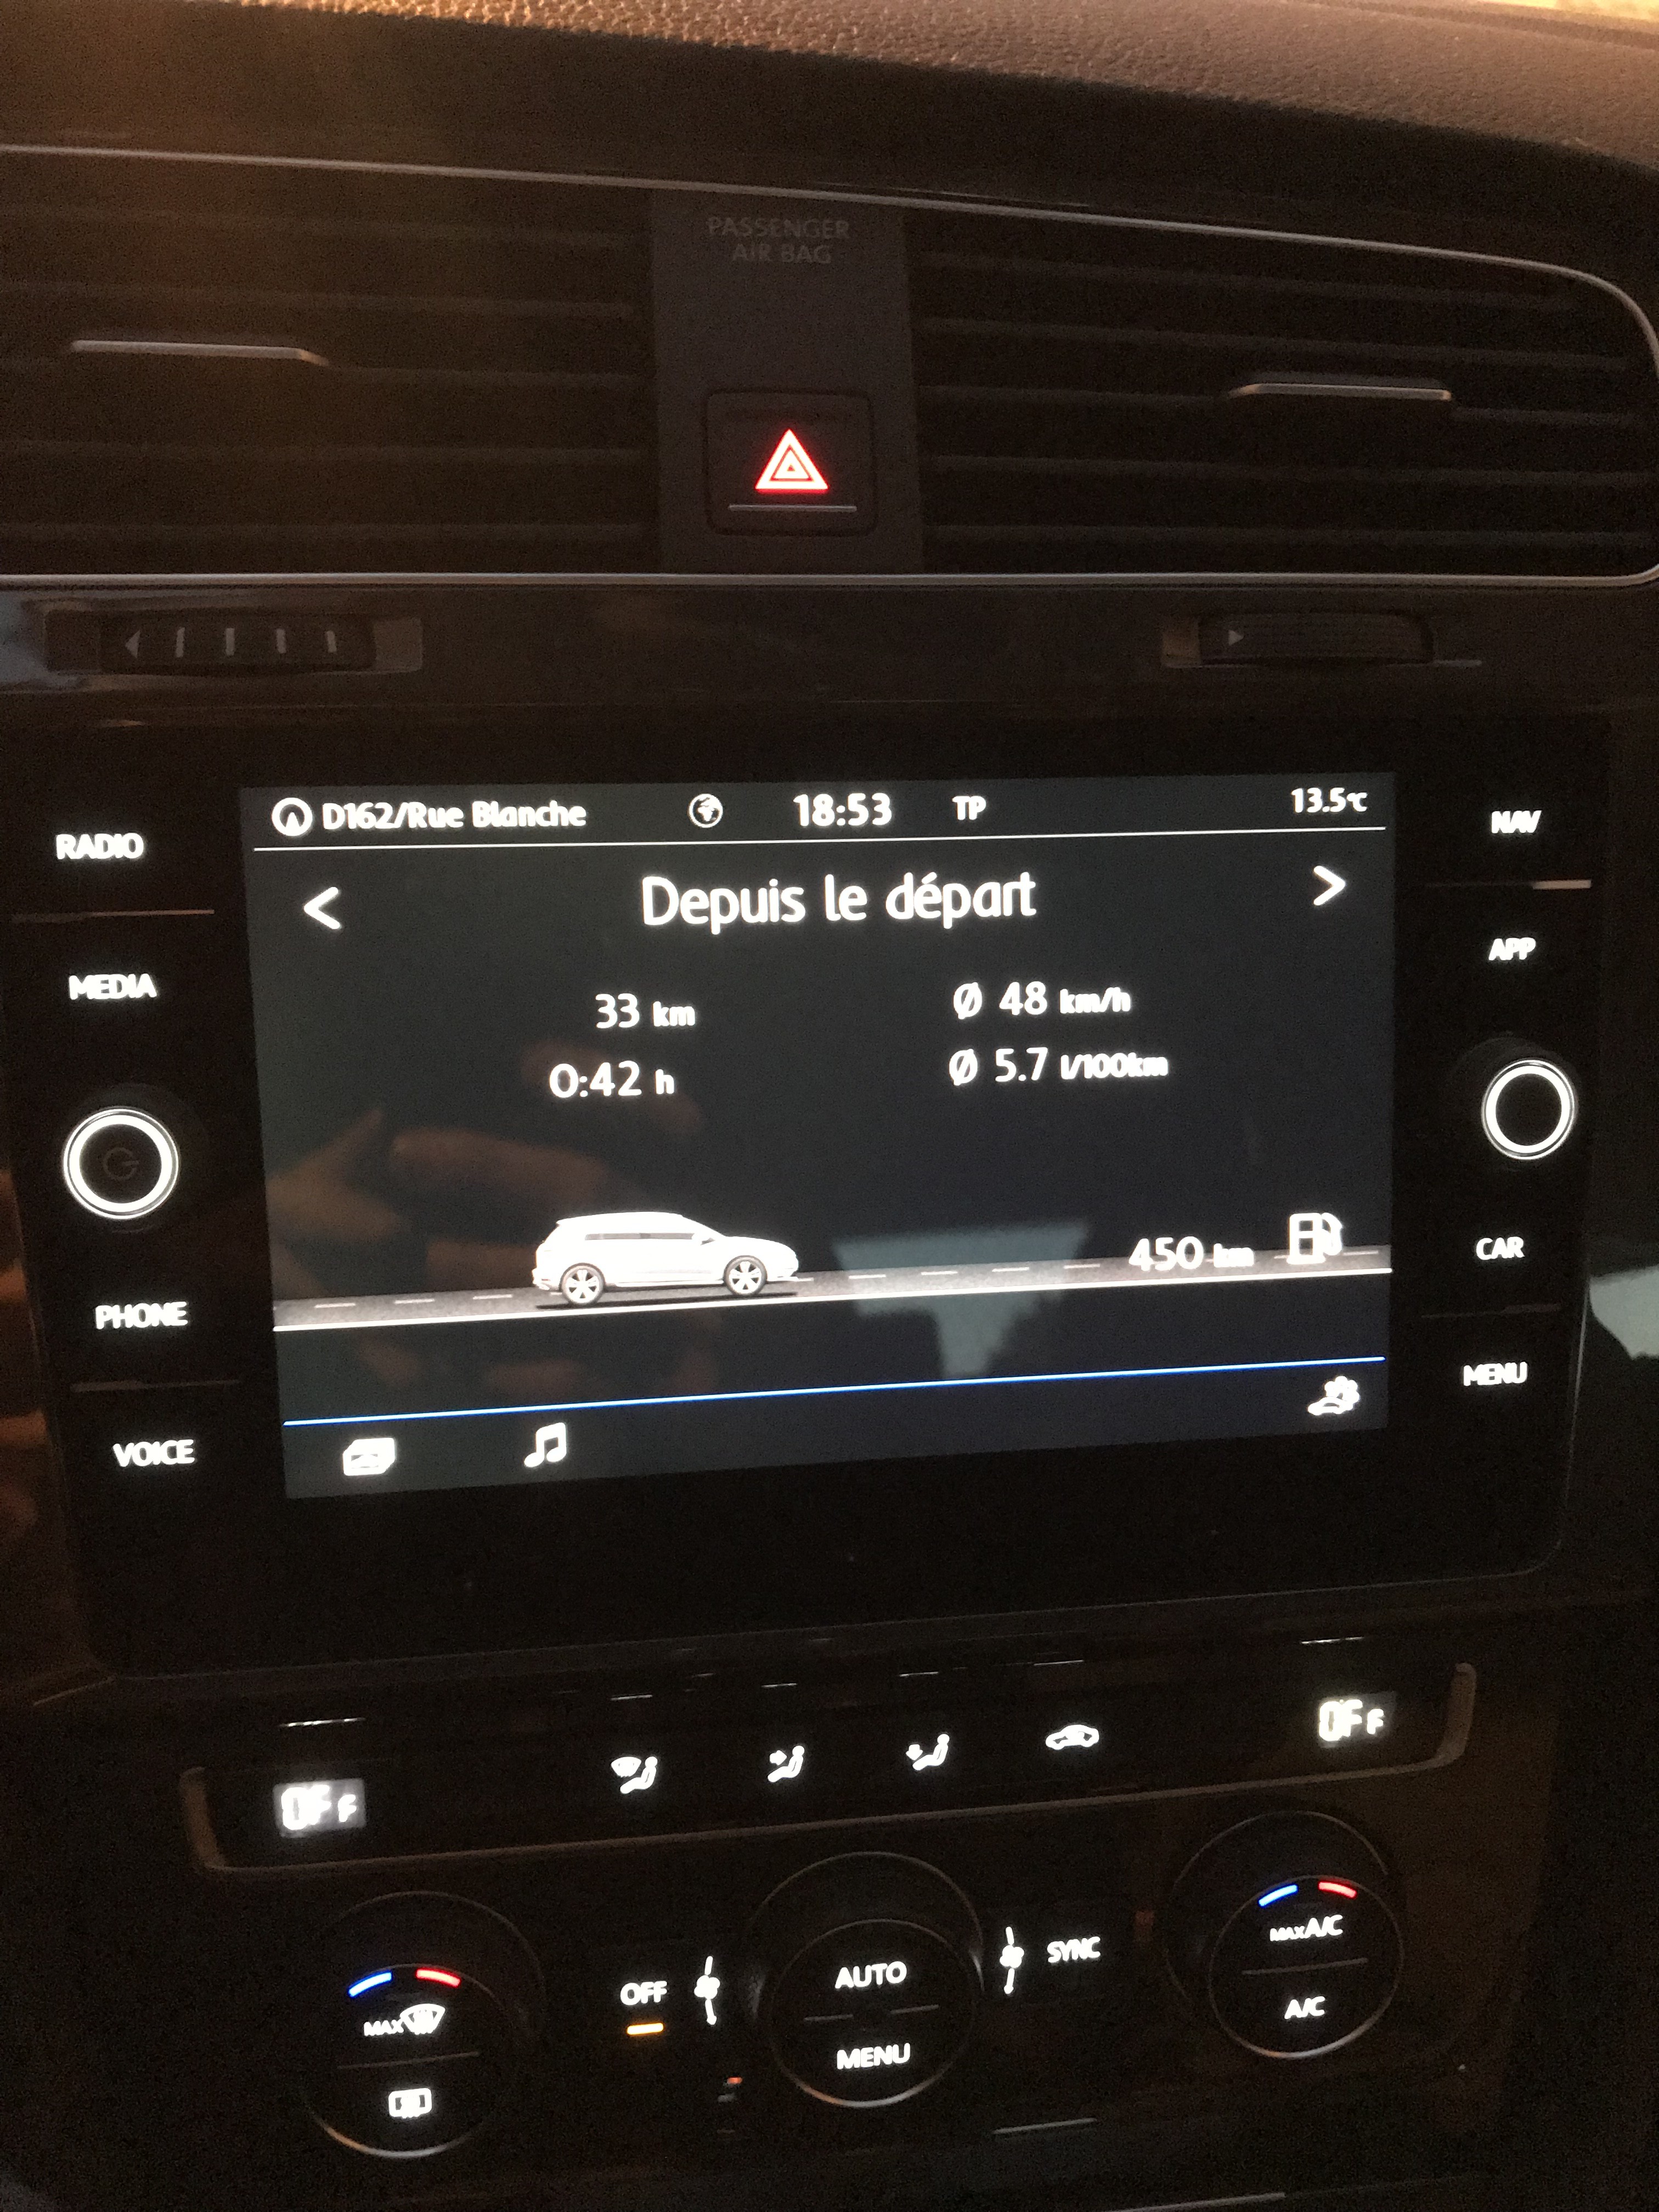 PASSENGER
AIR BAG
D162/Rue Blanche 18:53 TP 13.5°C
RADIO
NAV
Depuis le départ
MEDIA
APP
33 km
Ø 48 km/h
0:42 h
Ø 5.7 l/100km
450 km
PHONE
CAR
VOICE
MENU
OFF
OFF
OFF
AUTO
SYNC
MAX A/C
MAX
MENU
A/C